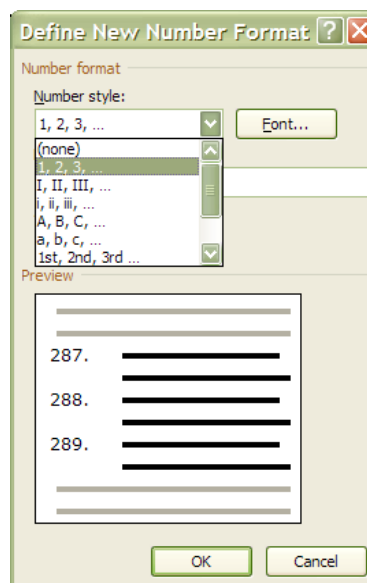 Define New Number Format
Number format
Number style:
1, 2, 3, ...
Font...
(none)
1, 2, 3, ...
I, II, III, ...
i, ii, iii, ...
A, B, C, ...
a, b, c, ...
1st, 2nd, 3rd ...
Preview
287.
288.
289.
OK
Cancel